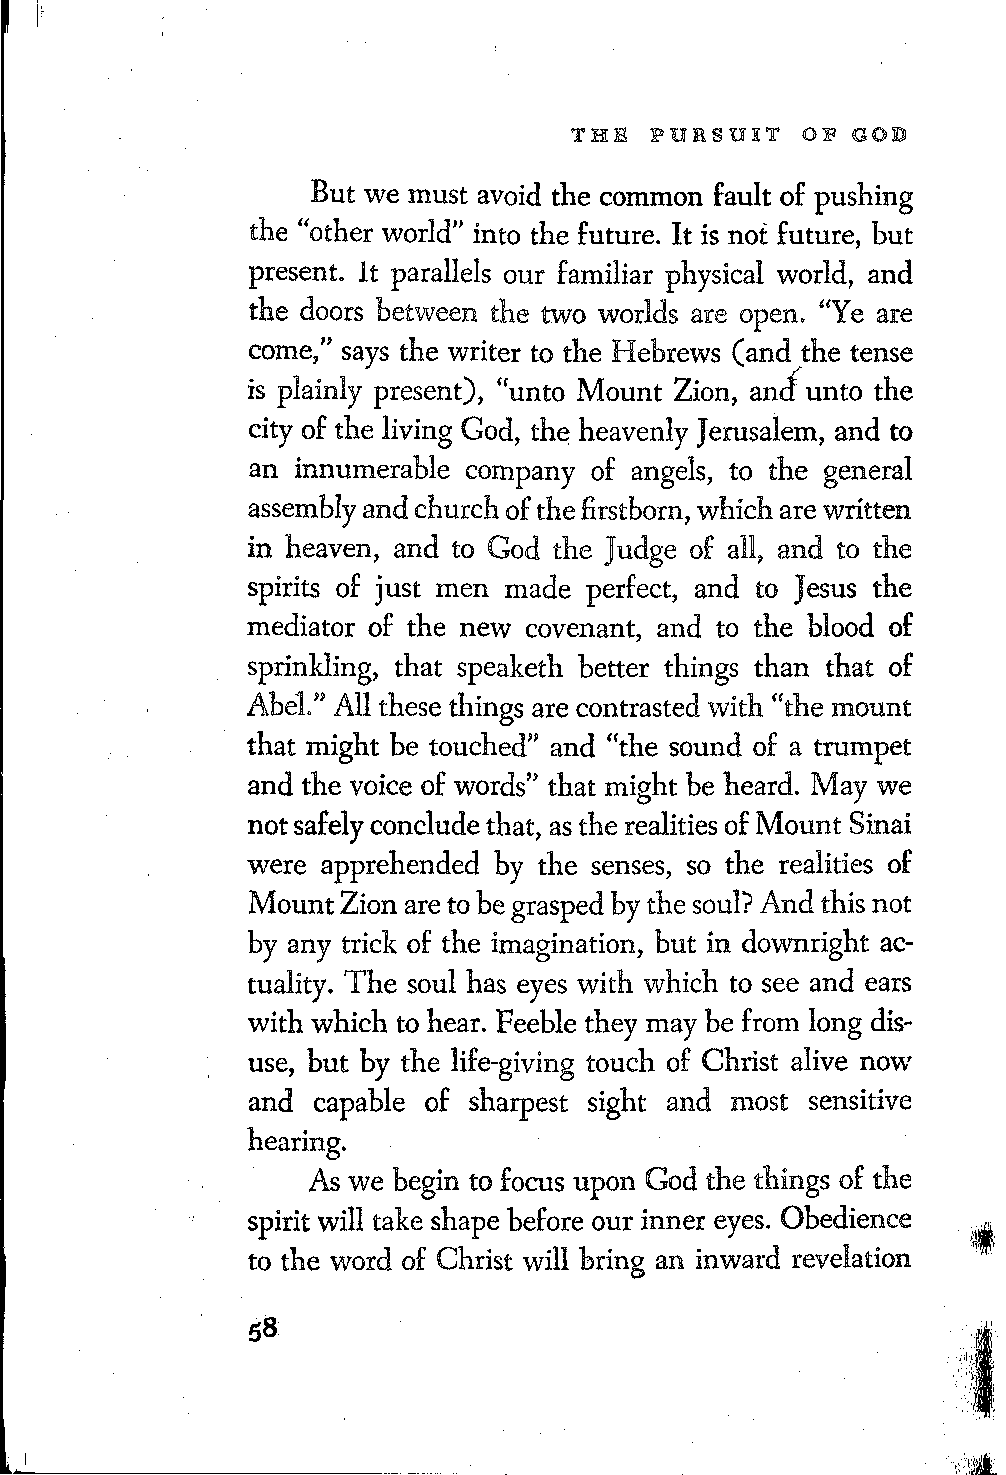 THE PURSUIT OF GOD
But we must avoid the common fault of pushing
the “other world” into the future. It is not future, but
present. It parallels our familiar physical world, and
the doors between the two worlds are open. “Ye are
come,” says the writer to the Hebrews (and the tense
is plainly present), “unto Mount Zion, and unto the
city of the living God, the heavenly Jerusalem, and to
an innumerable company of angels, to the general
assembly and church of the firstborn, which are written
in heaven, and to God the Judge of all, and to the
spirits of just men made perfect, and to Jesus the
mediator of the new covenant, and to the blood of
sprinkling, that speaketh better things than that of
Abel.” All these things are contrasted with “the mount
that might be touched” and “the sound of a trumpet
and the voice of words” that might be heard. May we
not safely conclude that, as the realities of Mount Sinai
were apprehended by the senses, so the realities of
Mount Zion are to be grasped by the soul? And this not
by any trick of the imagination, but in downright ac-
tuality. The soul has eyes with which to see and ears
with which to hear. Feeble they may be from long dis-
use, but by the life-giving touch of Christ alive now
and capable of sharpest sight and most sensitive
hearing.
As we begin to focus upon God the things of the
spirit will take shape before our inner eyes. Obedience
to the word of Christ will bring an inward revelation
58